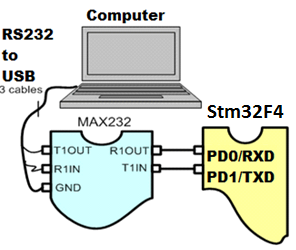 Computer
RS232
to
USB
3 cables
MAX232
Stm32F4
T1OUT R1OUT
R1IN T1IN
GND
PD0/RXD
PD1/TXD